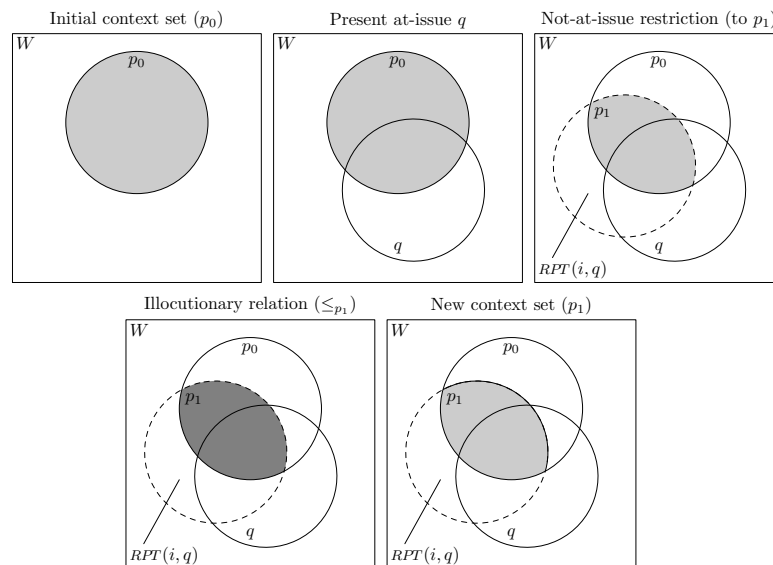 Initial context set (p₀)
W
p₀
Present at-issue q
W
p₀
q
Not-at-issue restriction (to p₁)
W
p₀
p₁
q
RPT(i, q)
Illocutionary relation (≤ₚ₁)
W
p₀
p₁
q
RPT(i, q)
New context set (p₁)
W
p₀
p₁
q
RPT(i, q)